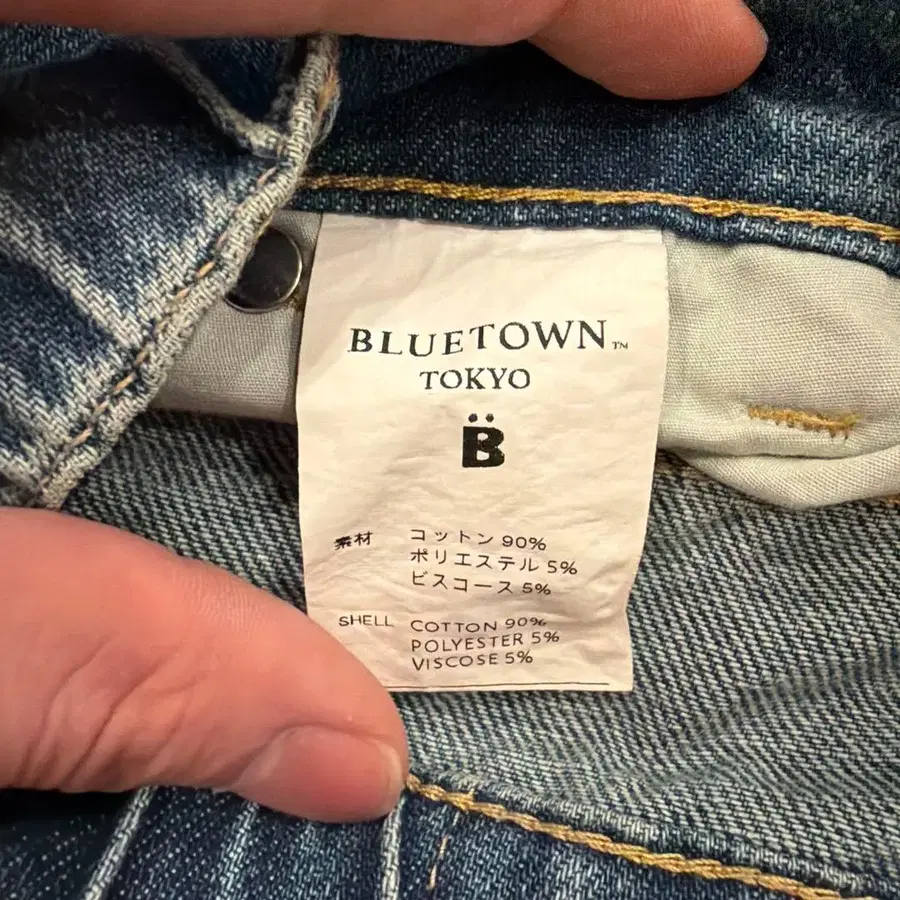 BLUETOWN™
TOKYO
B̈
素材 コットン 90%
ポリエステル 5%
ビスコース 5%
SHELL COTTON 90%
POLYESTER 5%
VISCOSE 5%